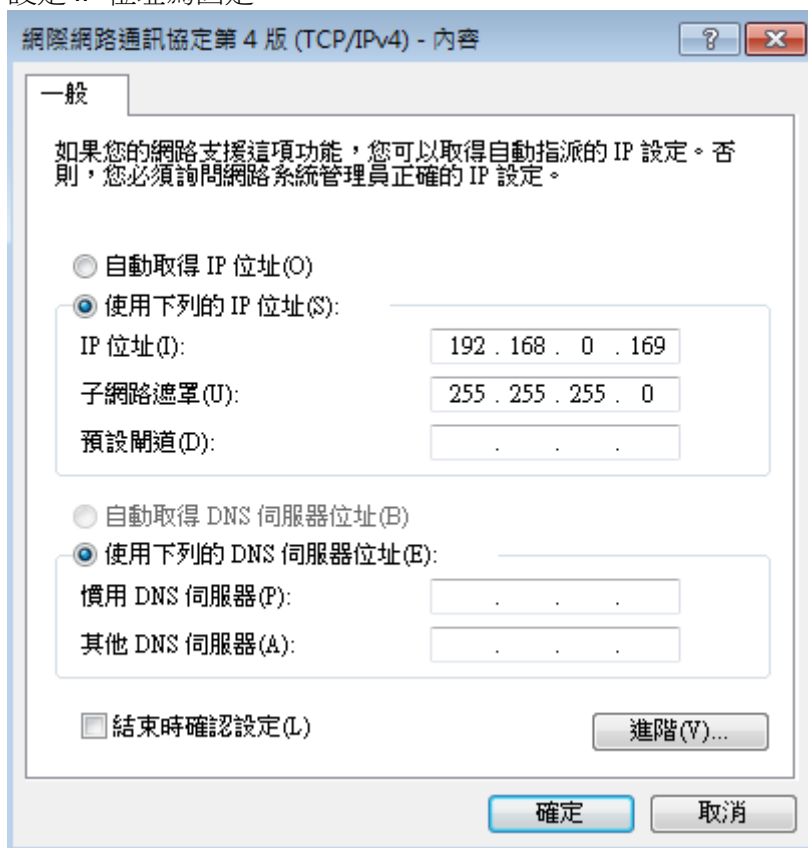 網際網路通訊協定第 4 版 (TCP/IPv4) - 內容
一般
如果您的網路支援這項功能，您可以取得自動指派的 IP 設定。否
則，您必須詢問網路系統管理員正確的 IP 設定。
自動取得 IP 位址(O)
使用下列的 IP 位址(S):
IP 位址(I): 192 . 168 . 0 . 169
子網路遮罩(U): 255 . 255 . 255 . 0
預設閘道(D): . . .
自動取得 DNS 伺服器位址(B)
使用下列的 DNS 伺服器位址(E):
慣用 DNS 伺服器(P): . . .
其他 DNS 伺服器(A): . . .
結束時確認設定(L)
進階(V)...
確定 取消